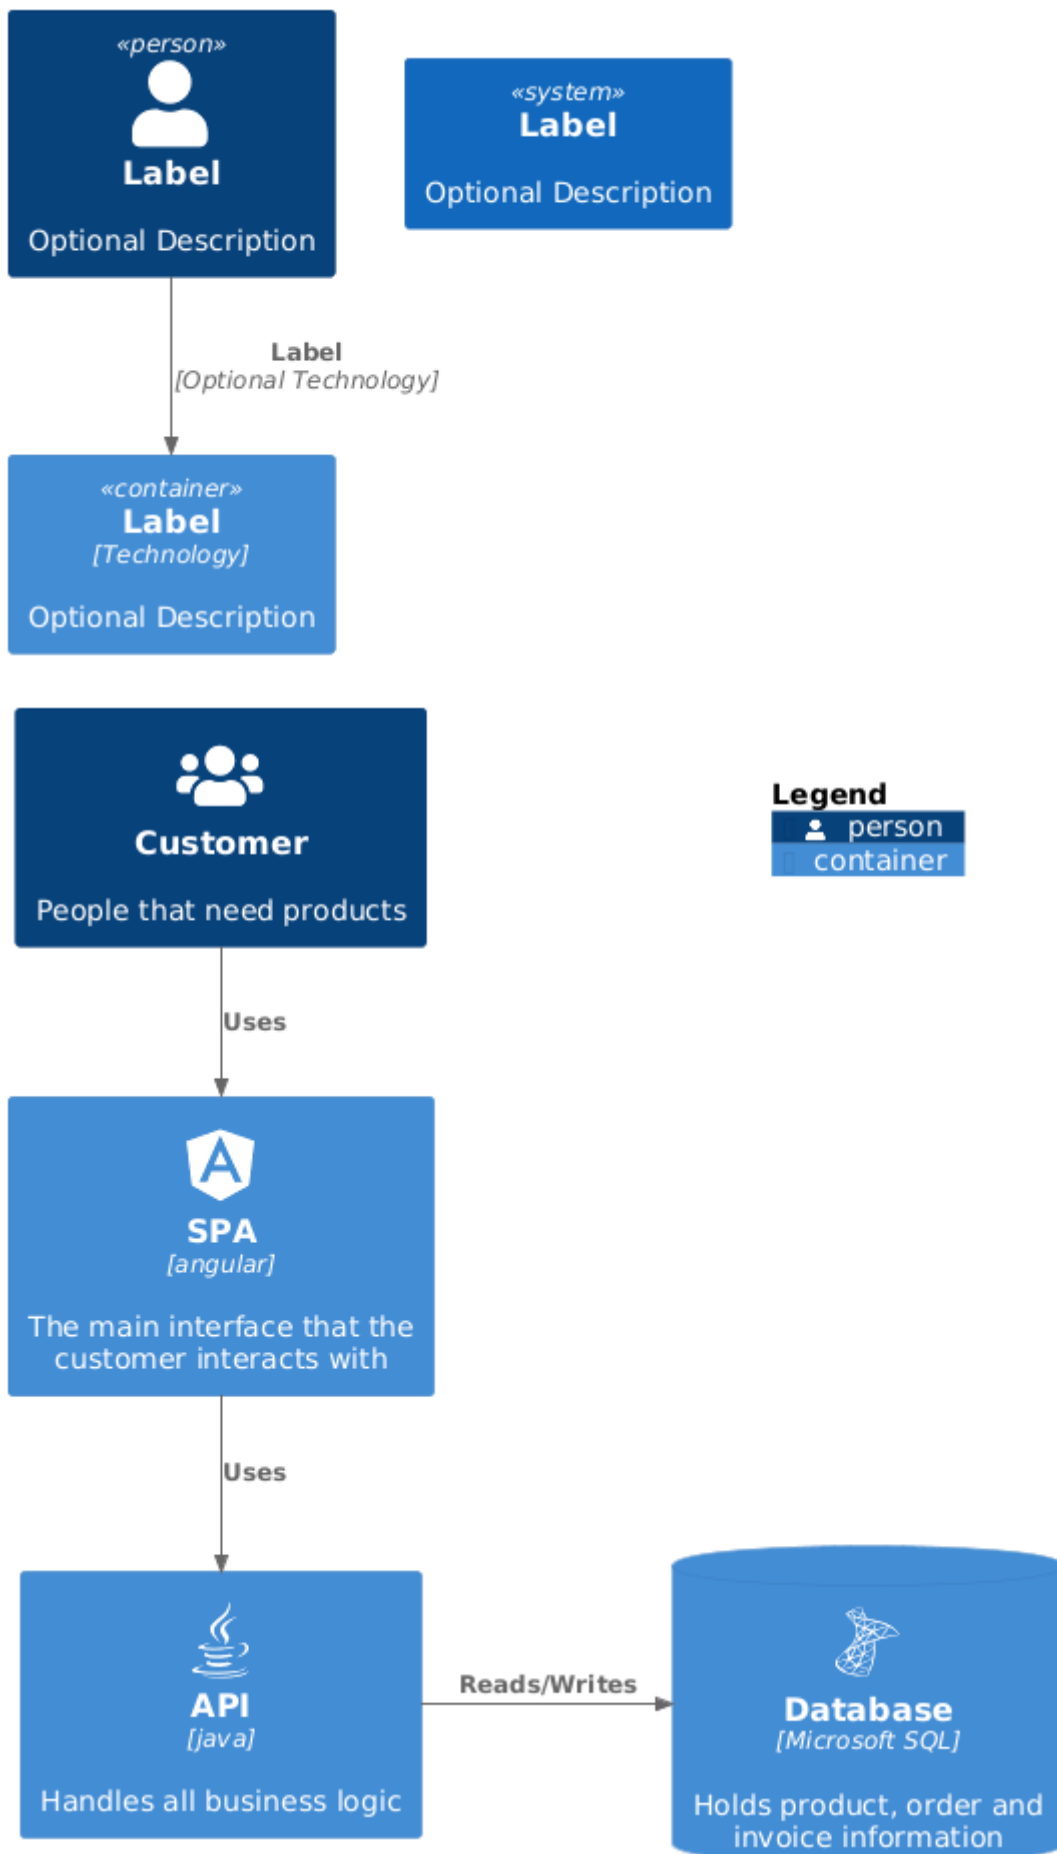 «person»
Label
Optional Description
«system»
Label
Optional Description
Label
[Optional Technology]
«container»
Label
[Technology]
Optional Description
Customer
People that need products
Legend
person
container
Uses
SPA
[angular]
The main interface that the
customer interacts with
Uses
API
[java]
Handles all business logic
Reads/Writes
Database
[Microsoft SQL]
Holds product, order and
invoice information